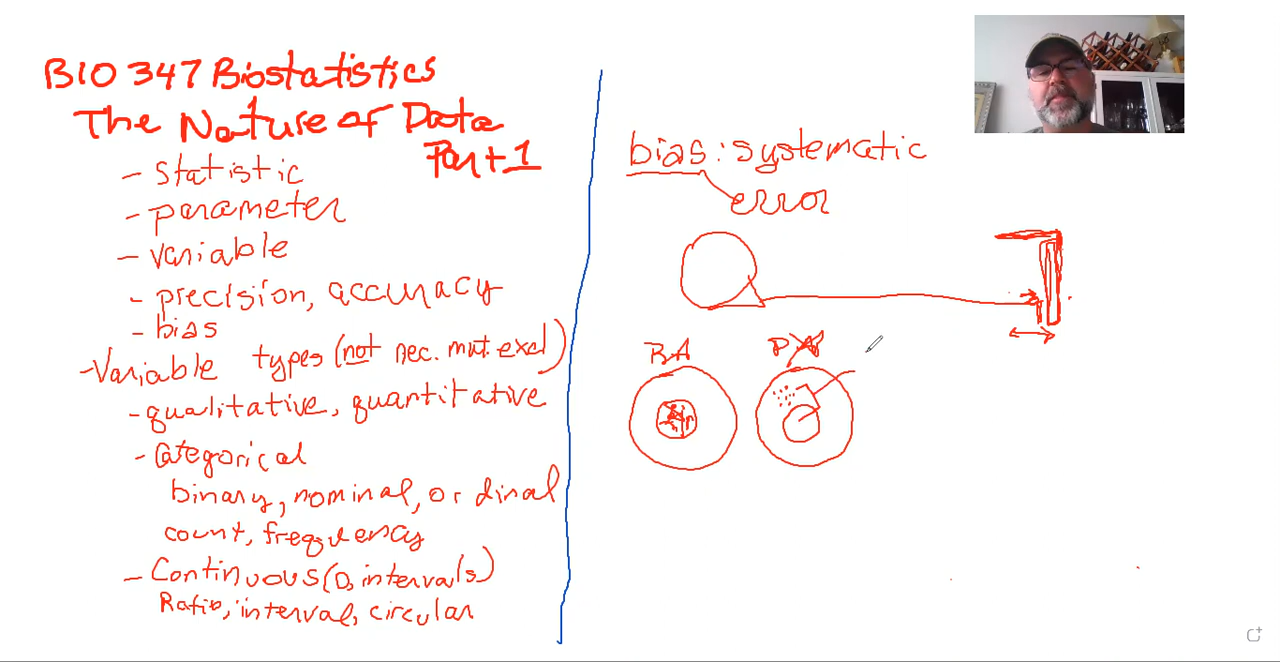 BIO 347 Biostatistics
The Nature of Data
Part 1
- statistic
- parameter
- variable
- precision, accuracy
- bias
- Variable types (not nec. mut. excl)
- qualitative, quantitative
- Categorical
binary, nominal, ordinal
count, frequency
- Continuous (0, intervals)
Ratio, interval, circular
bias: systematic
error